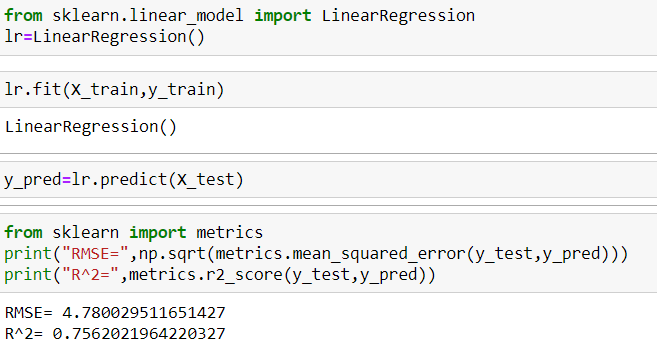 from sklearn.linear_model import LinearRegression
lr=LinearRegression()
lr.fit(X_train,y_train)
LinearRegression()
y_pred=lr.predict(X_test)
from sklearn import metrics
print("RMSE=",np.sqrt(metrics.mean_squared_error(y_test,y_pred)))
print("R^2=",metrics.r2_score(y_test,y_pred))
RMSE= 4.780029511651427
R^2= 0.7562021964220327